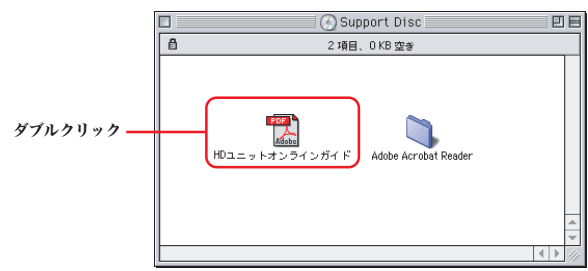 Support Disc
2 項目、0 KB 空き
ダブルクリック
PDF
Adobe
HDユニットオンラインガイド
Adobe Acrobat Reader